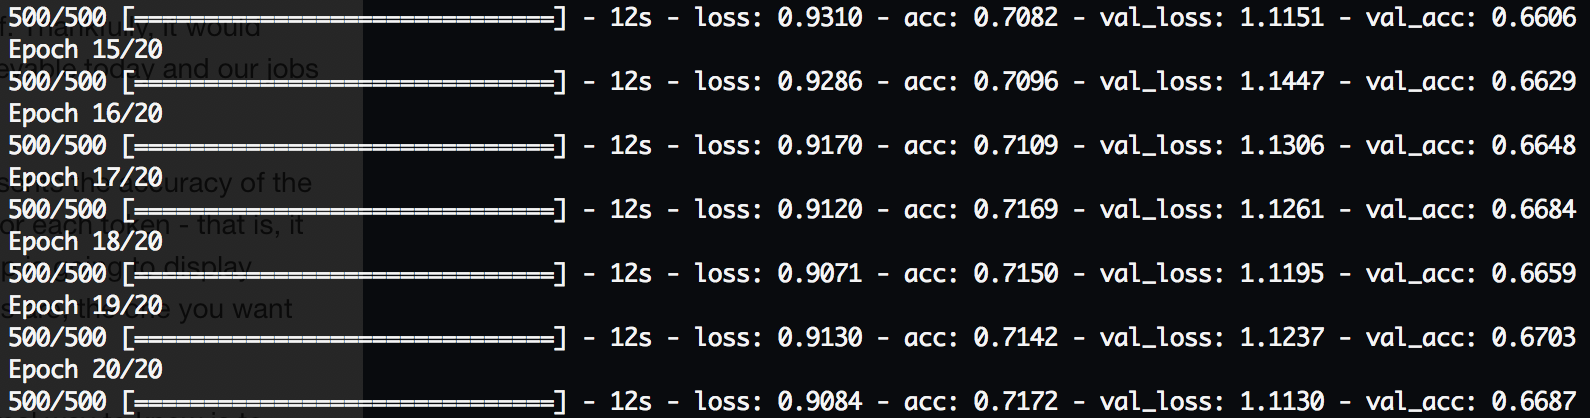 500/500 [==============================] - 12s - loss: 0.9310 - acc: 0.7082 - val_loss: 1.1151 - val_acc: 0.6606
Epoch 15/20
500/500 [==============================] - 12s - loss: 0.9286 - acc: 0.7096 - val_loss: 1.1447 - val_acc: 0.6629
Epoch 16/20
500/500 [==============================] - 12s - loss: 0.9170 - acc: 0.7109 - val_loss: 1.1306 - val_acc: 0.6648
Epoch 17/20
500/500 [==============================] - 12s - loss: 0.9120 - acc: 0.7169 - val_loss: 1.1261 - val_acc: 0.6684
Epoch 18/20
500/500 [==============================] - 12s - loss: 0.9071 - acc: 0.7150 - val_loss: 1.1195 - val_acc: 0.6659
Epoch 19/20
500/500 [==============================] - 12s - loss: 0.9130 - acc: 0.7142 - val_loss: 1.1237 - val_acc: 0.6703
Epoch 20/20
500/500 [==============================] - 12s - loss: 0.9084 - acc: 0.7172 - val_loss: 1.1130 - val_acc: 0.6687